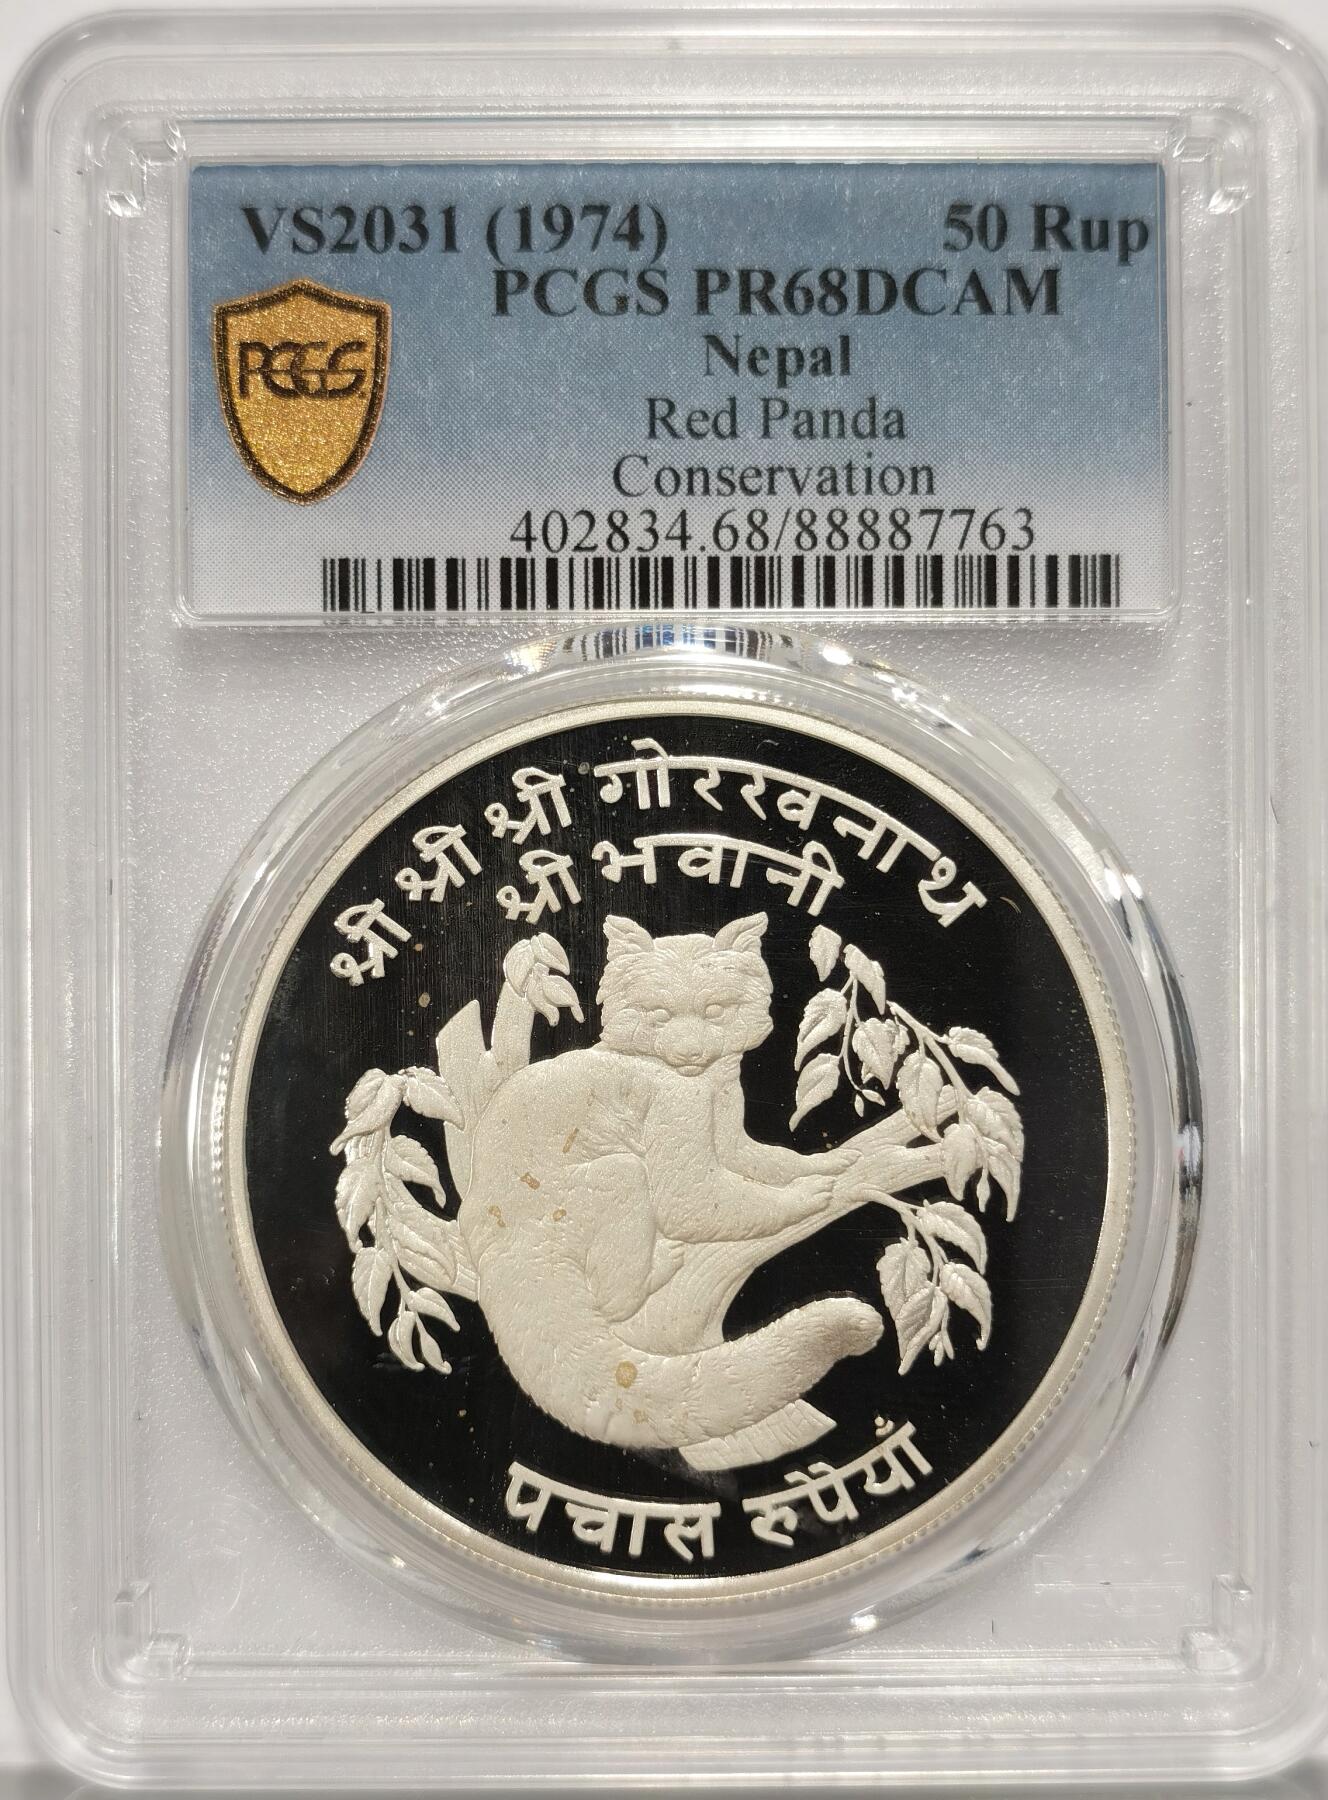 VS2031 (1974) 50 Rup
PCGS PR68DCAM
Nepal
PCGS
Red Panda
Conservation
402834.68/88887763
श्री श्री श्री गोरखनाथ
श्री भवानी
पचास रुपैयाँ